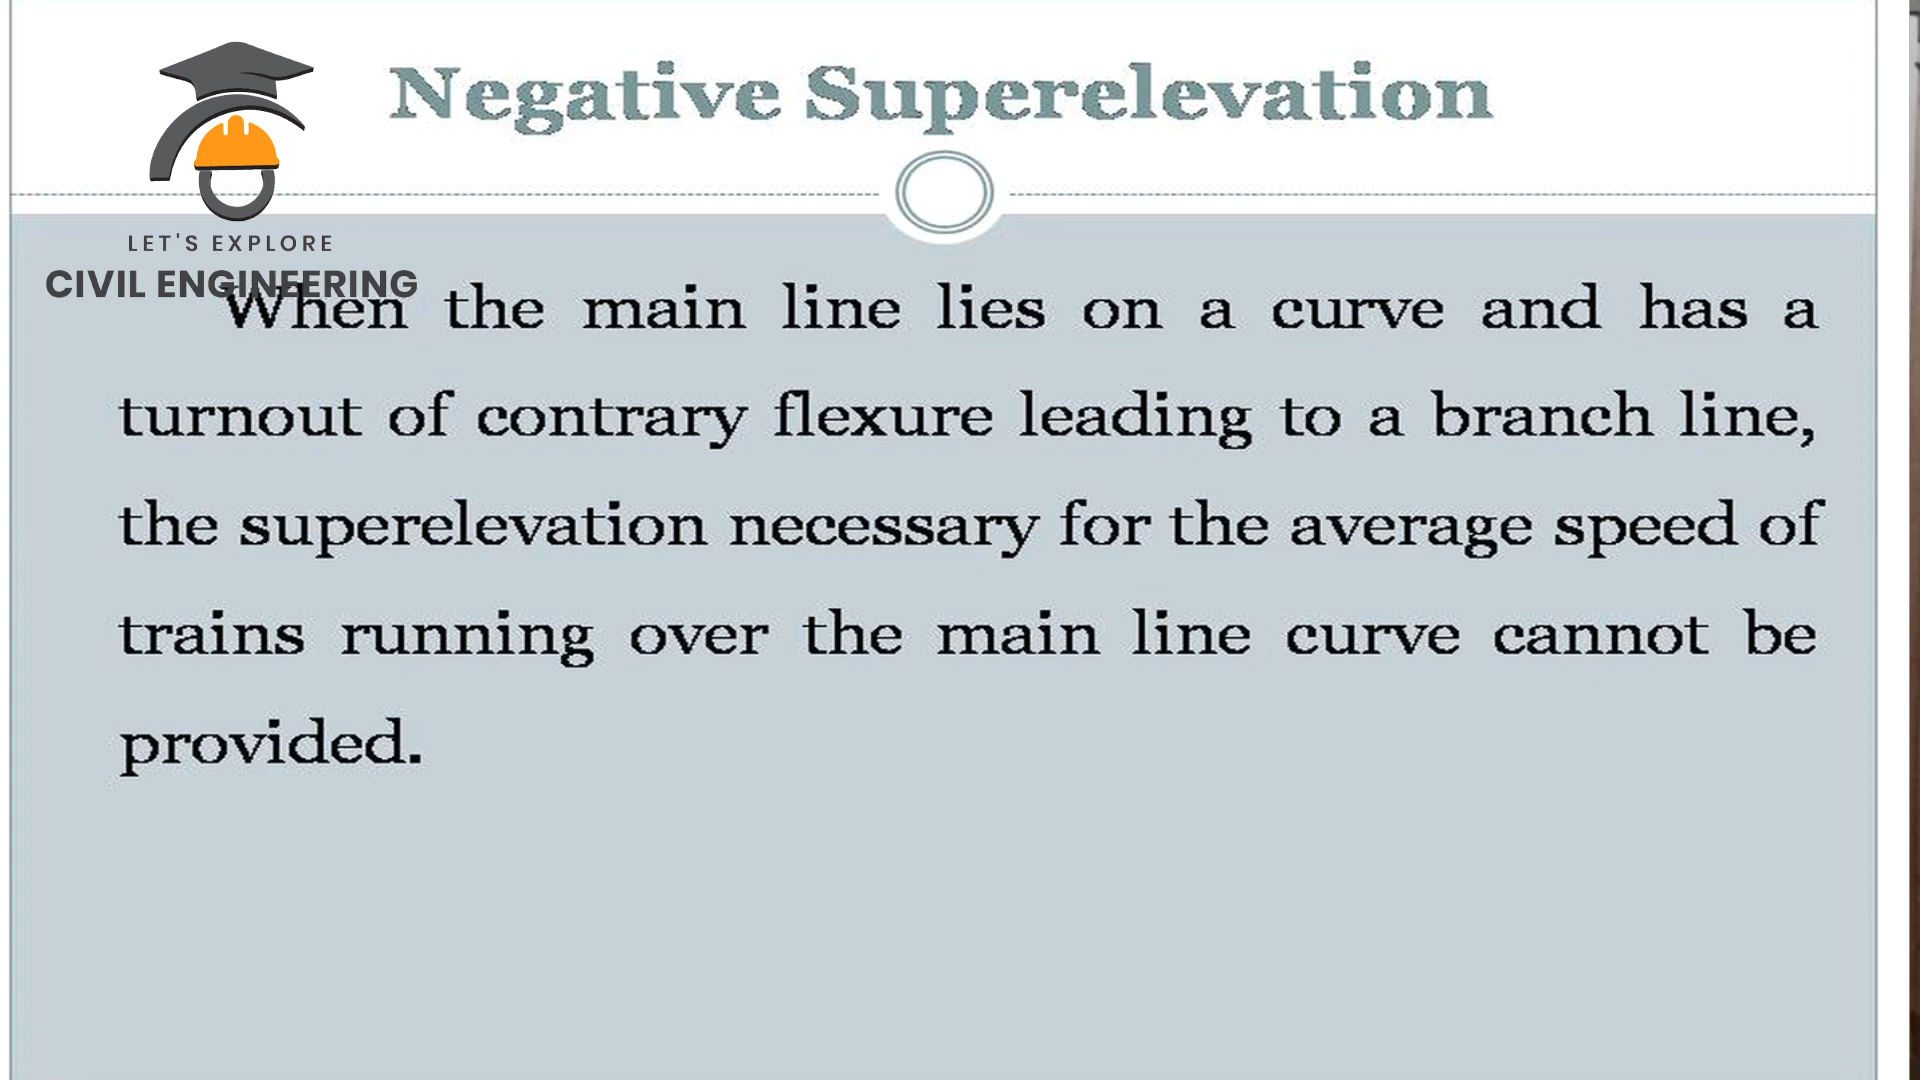 Negative Superelevation
LET'S EXPLORE
CIVIL ENGINEERING
When the main line lies on a curve and has a
turnout of contrary flexure leading to a branch line,
the superelevation necessary for the average speed of
trains running over the main line curve cannot be
provided.